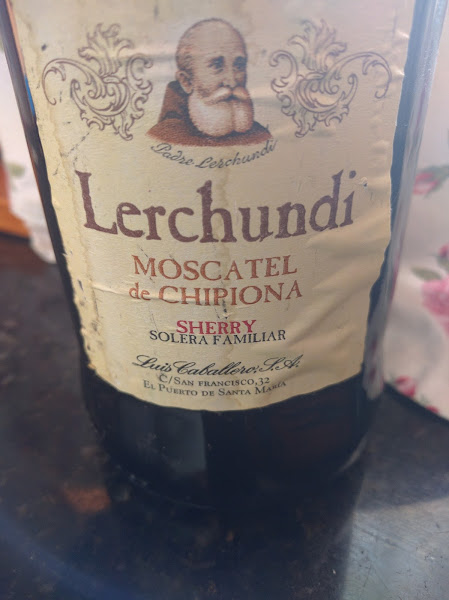 Padre Lerchundi
Lerchundi
MOSCATEL
de CHIPIONA
SHERRY
SOLERA FAMILIAR
Luis Caballero, S.A.
C/SAN FRANCISCO, 32
EL PUERTO DE SANTA MARÍA